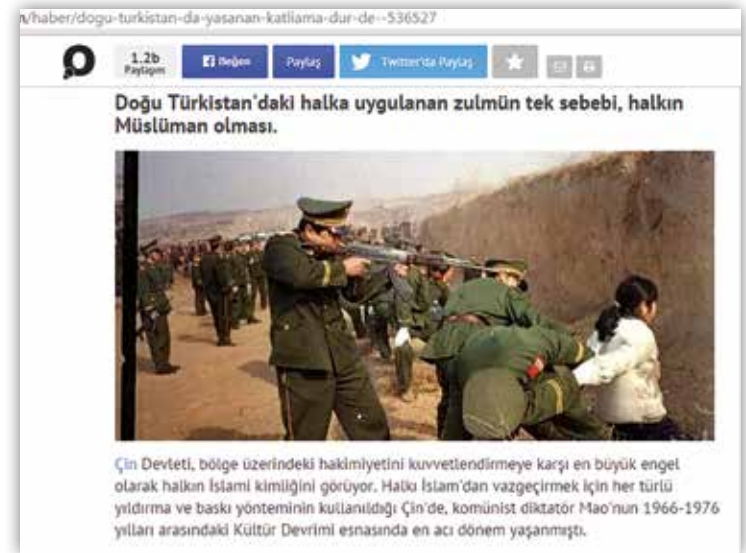 /haber/dogu-turkistan-da-yasanan-katliama-dur-de--536527
1.2b
Paylaşım
Beğen
Paylaş
Twitter'da Paylaş
Doğu Türkistan'daki halka uygulanan zulmün tek sebebi, halkın
Müslüman olması.
Çin Devleti, bölge üzerindeki hakimiyetini kuvvetlendirmeye karşı en büyük engel
olarak halkın İslami kimliğini görüyor. Halkı İslam'dan vazgeçirmek için her türlü
yıldırma ve baskı yönteminin kullanıldığı Çin'de, komünist diktatör Mao'nun 1966-1976
yılları arasındaki Kültür Devrimi esnasında en acı dönem yaşanmıştı.